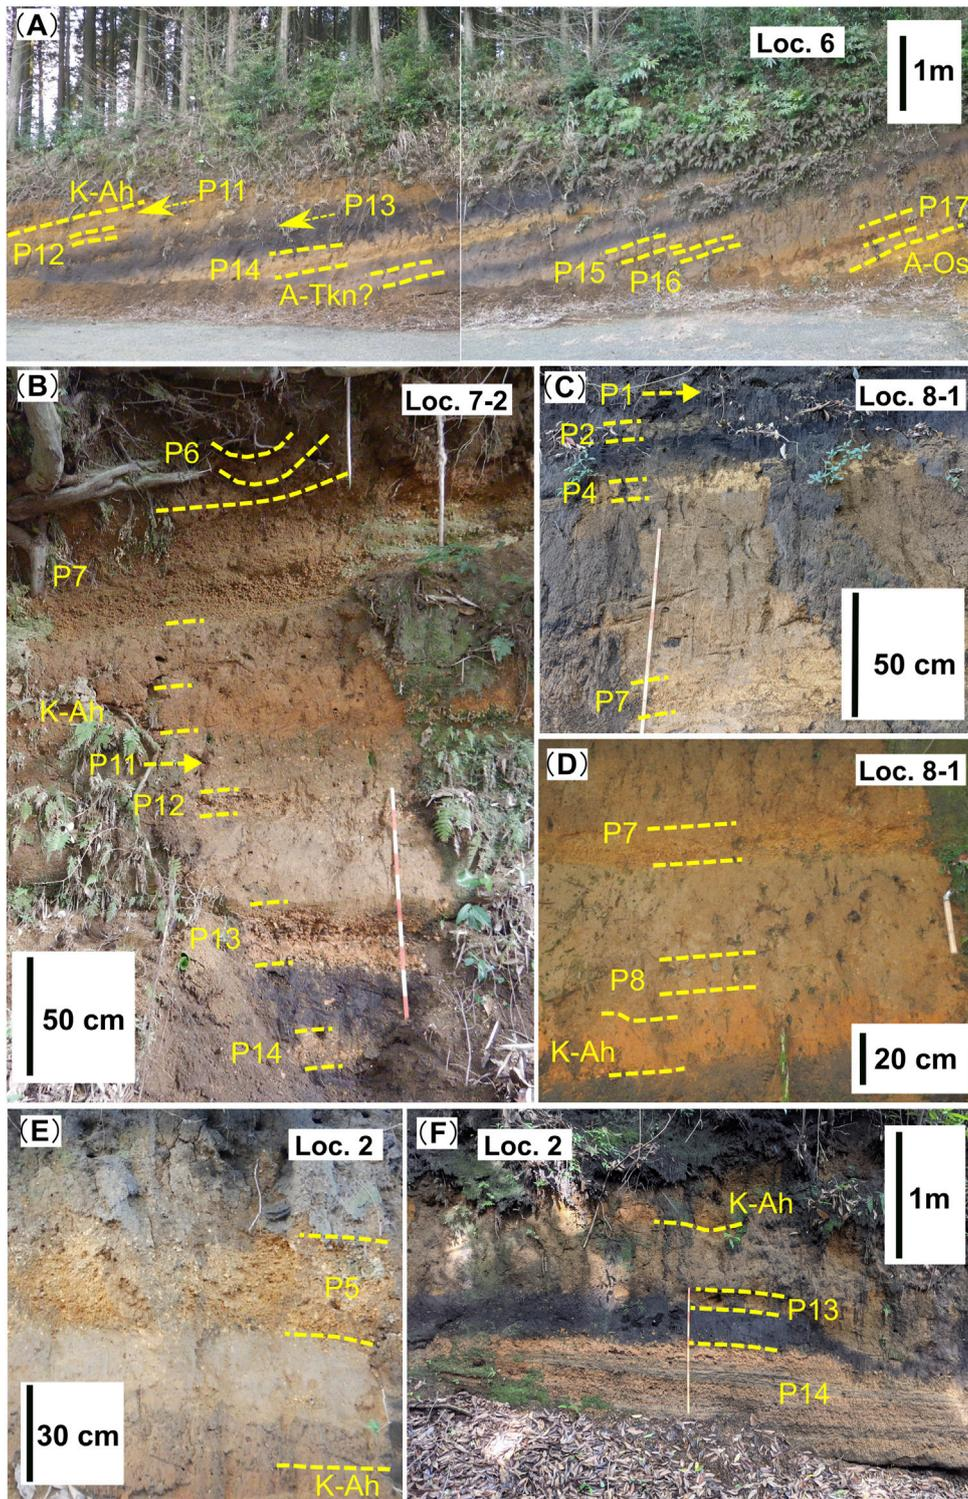 (A)
Loc. 6
1m
K-Ah
P11
P13
P12
P14
A-Tkn?
P15
P16
P17
A-Os
(B)
Loc. 7-2
P6
P7
K-Ah
P11
P12
P13
P14
50 cm
(C)
Loc. 8-1
P1
P2
P4
P7
50 cm
(D)
Loc. 8-1
P7
P8
K-Ah
20 cm
(E)
Loc. 2
P5
K-Ah
30 cm
(F)
Loc. 2
1m
K-Ah
P13
P14